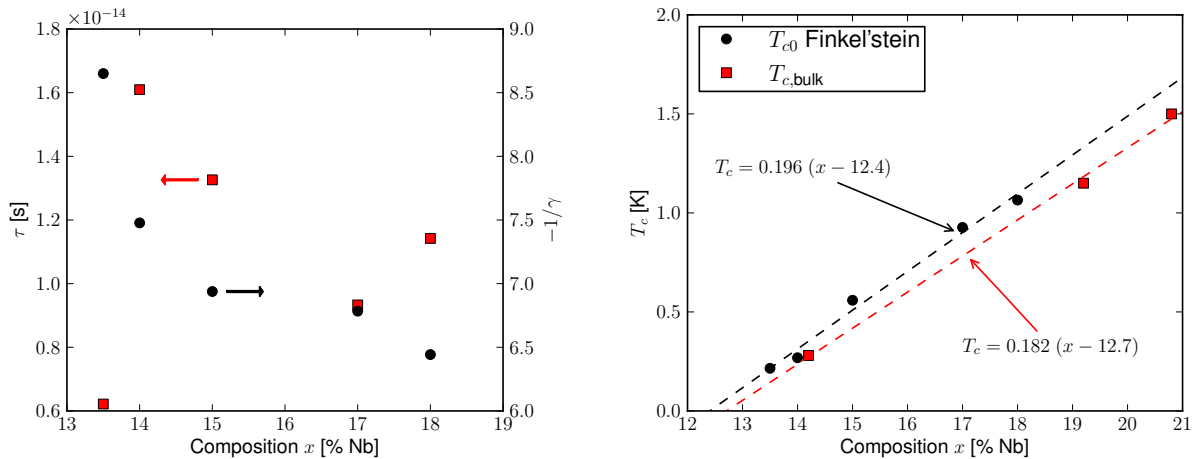 ×10−14
1.8
1.6
1.4
1.2
1.0
0.8
0.6
τ [s]
9.0
8.5
8.0
7.5
7.0
6.5
6.0
−1/γ
13 14 15 16 17 18 19
Composition x [% Nb]
2.0
1.5
1.0
0.5
0.0
T_c [K]
T_{c0} Finkel'stein
T_{c,bulk}
T_c = 0.196 (x − 12.4)
T_c = 0.182 (x − 12.7)
12 13 14 15 16 17 18 19 20 21
Composition x [% Nb]